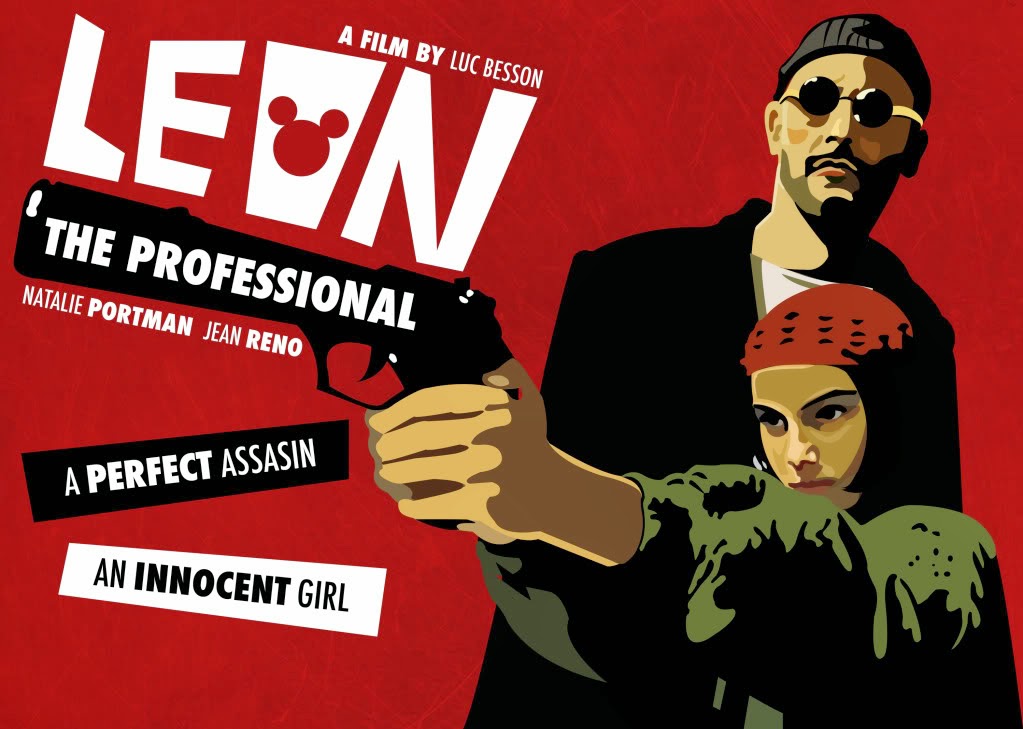 A FILM BY LUC BESSON
LEON
THE PROFESSIONAL
NATALIE PORTMAN JEAN RENO
A PERFECT ASSASIN
AN INNOCENT GIRL